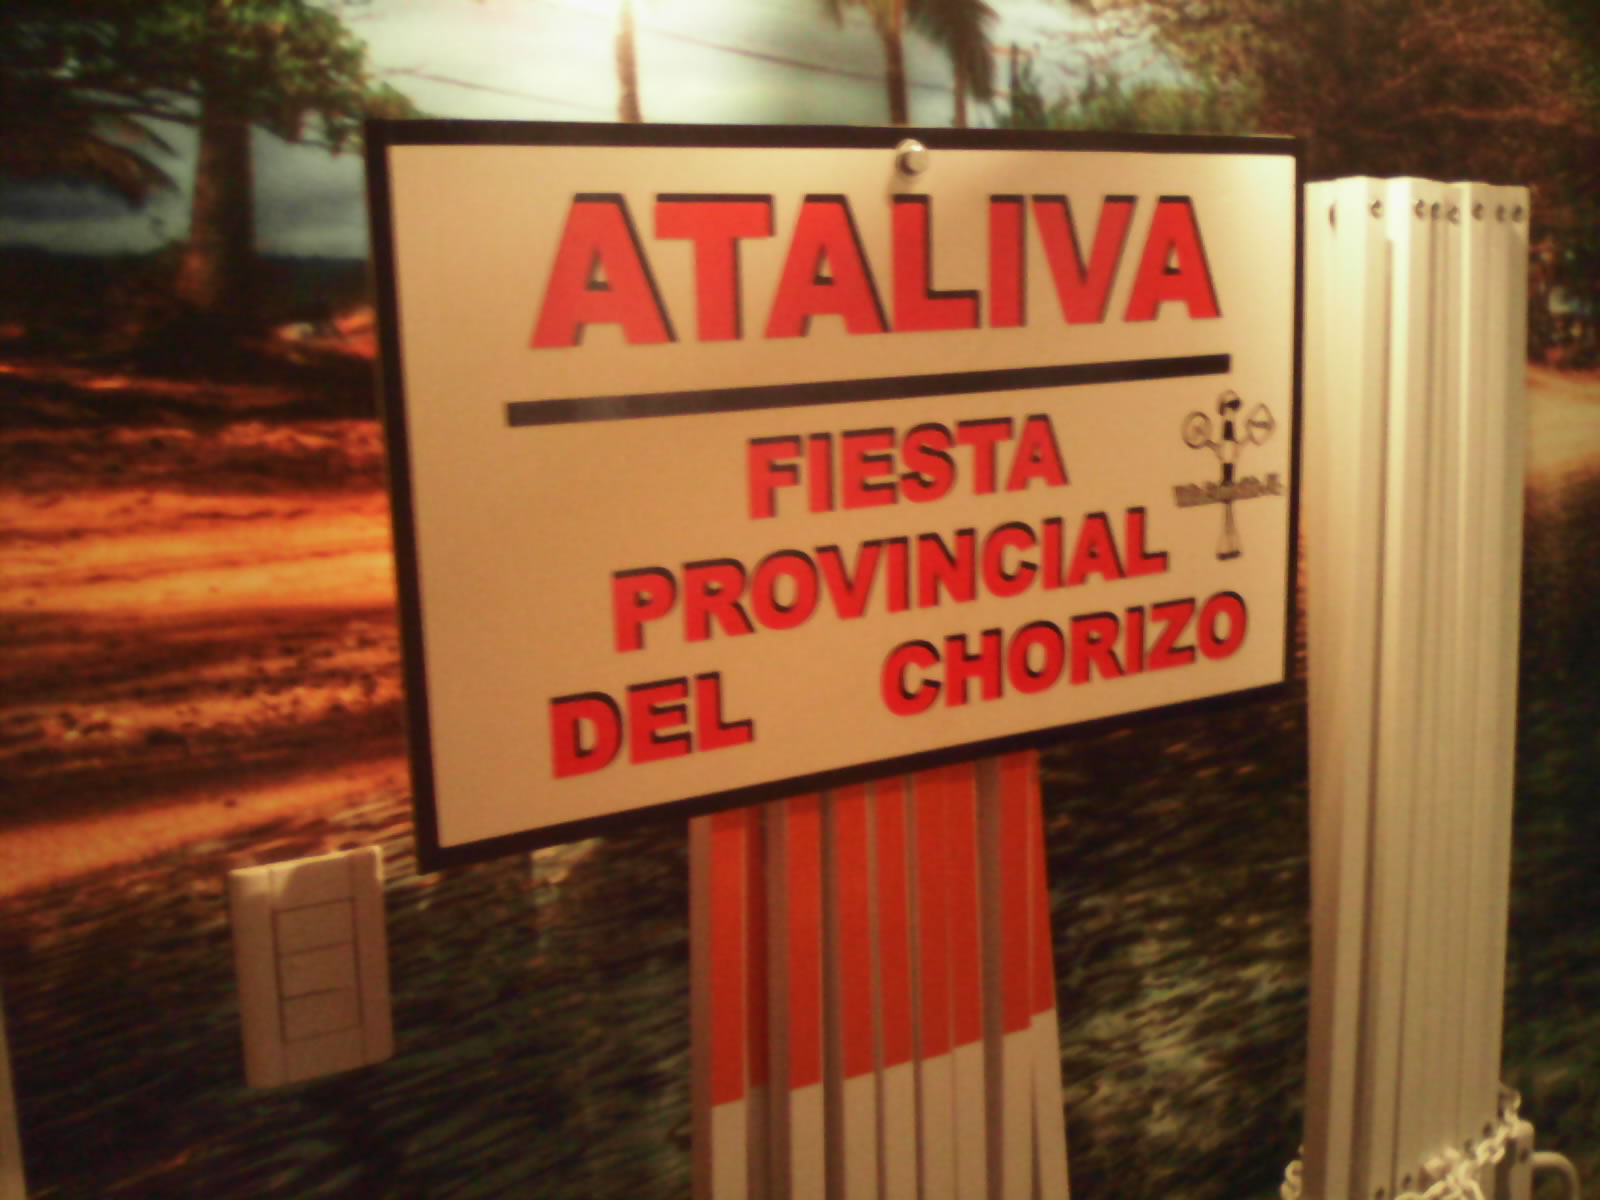 ATALIVA
FIESTA
PROVINCIAL
DEL CHORIZO